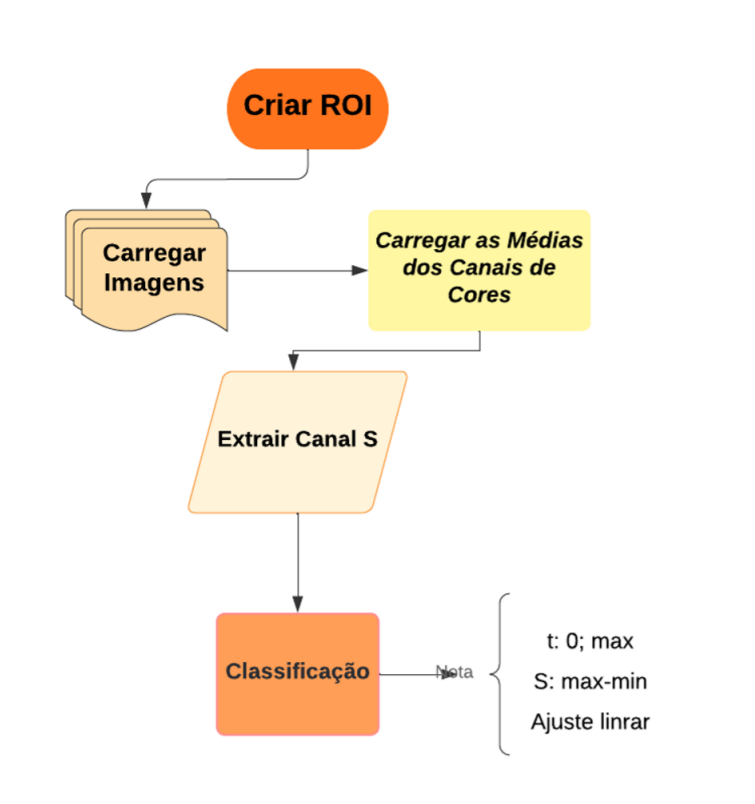 Criar ROI
Carregar
Imagens
Carregar as Médias
dos Canais de
Cores
Extrair Canal S
Classificação
Nota
t: 0; max
S: max-min
Ajuste linrar